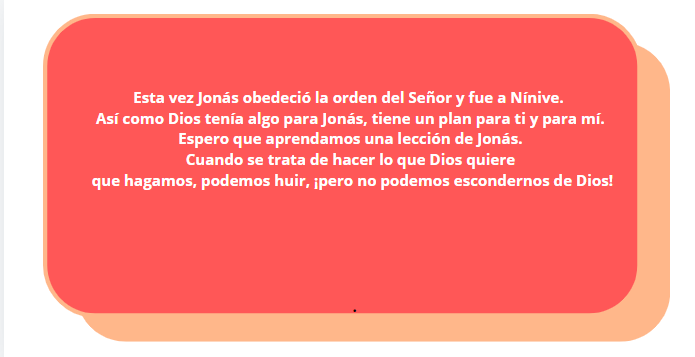 Esta vez Jonás obedeció la orden del Señor y fue a Nínive.
Así como Dios tenía algo para Jonás, tiene un plan para ti y para mí.
Espero que aprendamos una lección de Jonás.
Cuando se trata de hacer lo que Dios quiere
que hagamos, podemos huir, ¡pero no podemos escondernos de Dios!
.